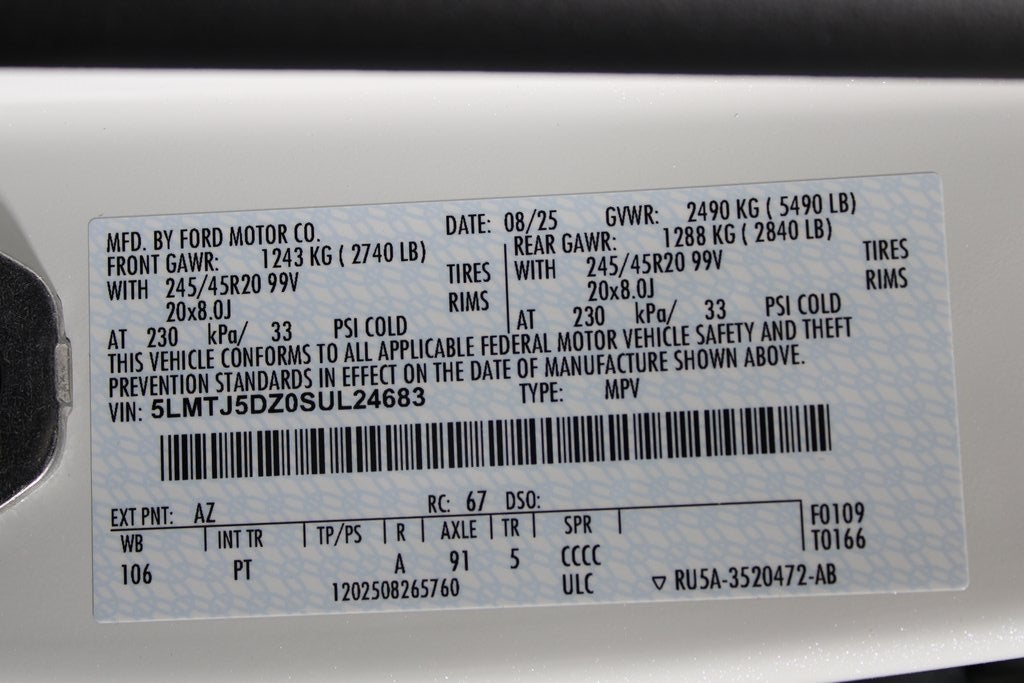 MFD. BY FORD MOTOR CO. DATE: 08/25 GVWR: 2490 KG ( 5490 LB)
FRONT GAWR: 1243 KG ( 2740 LB) REAR GAWR: 1288 KG ( 2840 LB)
WITH 245/45R20 99V TIRES WITH 245/45R20 99V TIRES
20x8.0J RIMS 20x8.0J RIMS
AT 230 kPa/ 33 PSI COLD AT 230 kPa/ 33 PSI COLD
THIS VEHICLE CONFORMS TO ALL APPLICABLE FEDERAL MOTOR VEHICLE SAFETY AND THEFT
PREVENTION STANDARDS IN EFFECT ON THE DATE OF MANUFACTURE SHOWN ABOVE.
VIN: 5LMTJ5DZ0SUL24683 TYPE: MPV
EXT PNT: AZ RC: 67 DSO:
WB INT TR TP/PS R AXLE TR SPR F0109
T0166
106 PT A 91 5 CCCC
1202508265760 ULC ▽ RU5A-3520472-AB